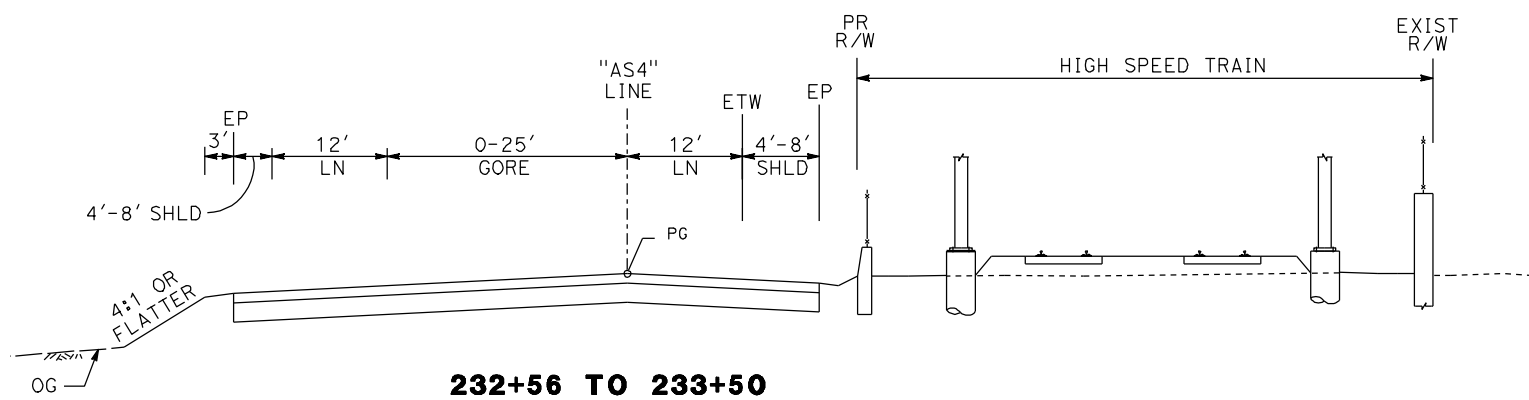 PR
R/W
EXIST
R/W
HIGH SPEED TRAIN
"AS4"
LINE
ETW
EP
EP
3'
12'
LN
0-25'
GORE
12'
LN
4'-8'
SHLD
4'-8' SHLD
PG
4:1 OR
FLATTER
OG
232+56 TO 233+50